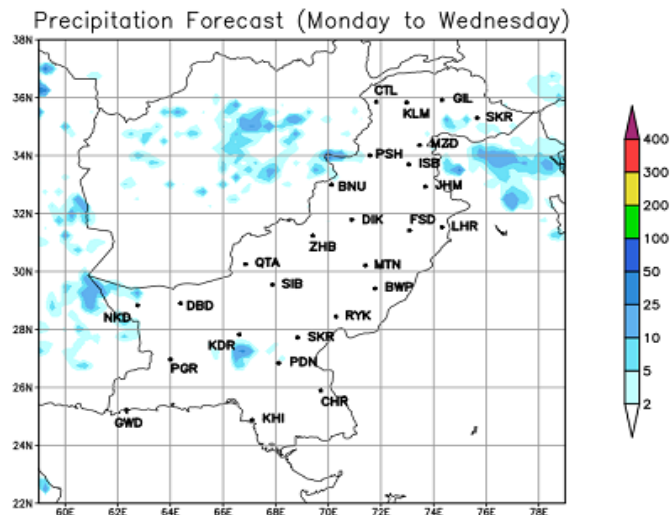 Precipitation Forecast (Monday to Wednesday)
38N
36N
34N
32N
30N
28N
26N
24N
22N
CTL
GIL
KLM
SKR
MZD
PSH
ISB
BNU
JHM
DIK
FSD
LHR
ZHB
QTA
MTN
SIB
BWP
DBD
NKD
RYK
KDR
SKR
PGR
PDN
CHR
GWD
KHI
60E 62E 64E 66E 68E 70E 72E 74E 76E 78E
400
300
200
100
50
25
10
5
2